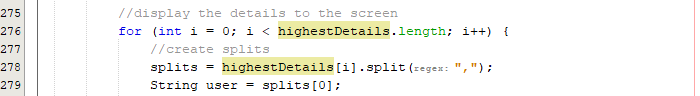 275 //display the details to the screen
276 for (int i = 0; i < highestDetails.length; i++) {
277 //create splits
278 splits = highestDetails[i].split(regex: ",");
279 String user = splits[0];